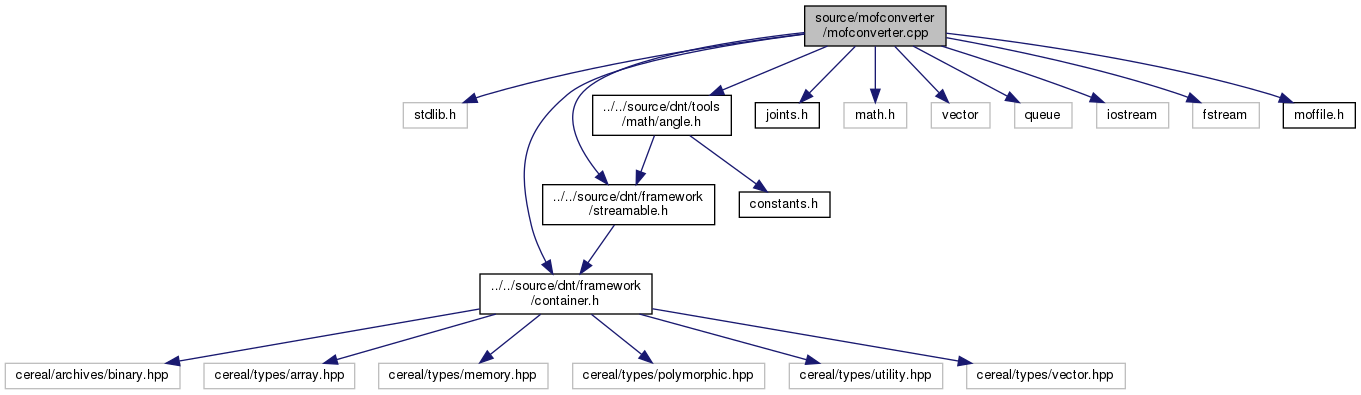 source/mofconverter
/mofconverter.cpp
stdlib.h
../../source/dnt/tools
/math/angle.h
joints.h
math.h
vector
queue
iostream
fstream
moffile.h
../../source/dnt/framework
/streamable.h
constants.h
../../source/dnt/framework
/container.h
cereal/archives/binary.hpp
cereal/types/array.hpp
cereal/types/memory.hpp
cereal/types/polymorphic.hpp
cereal/types/utility.hpp
cereal/types/vector.hpp